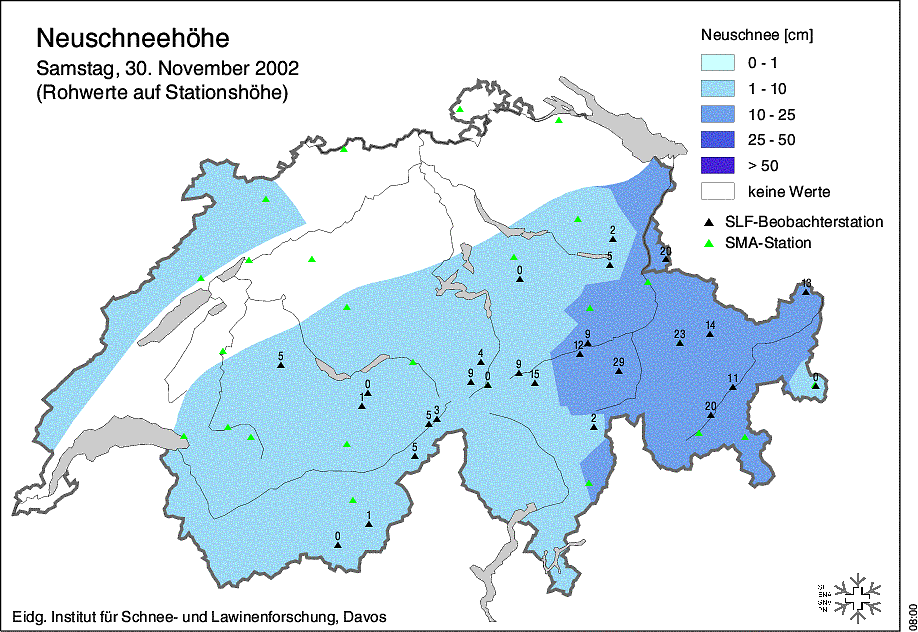 Neuschneehöhe
Samstag, 30. November 2002
(Rohwerte auf Stationshöhe)
Neuschnee [cm]
0 - 1
1 - 10
10 - 25
25 - 50
> 50
keine Werte
SLF-Beobachterstation
SMA-Station
2
5
20
0
13
9
12
23
14
29
5
4
9
0
9
15
0
1
11
0
20
5
3
2
5
1
0
Eidg. Institut für Schnee- und Lawinenforschung, Davos
08:00